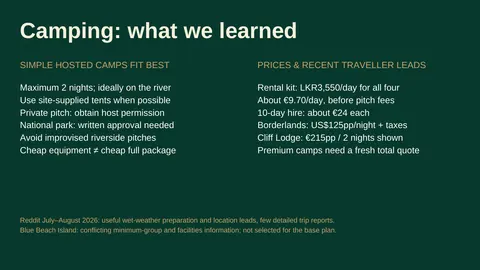 Camping: what we learned
SIMPLE HOSTED CAMPS FIT BEST
Maximum 2 nights; ideally on the river
Use site-supplied tents when possible
Private pitch: obtain host permission
National park: written approval needed
Avoid improvised riverside pitches
Cheap equipment ≠ cheap full package
PRICES & RECENT TRAVELLER LEADS
Rental kit: LKR3,550/day for all four
About €9.70/day, before pitch fees
10-day hire: about €24 each
Borderlands: US$125pp/night + taxes
Cliff Lodge: €215pp / 2 nights shown
Premium camps need a fresh total quote
Reddit July–August 2026: useful wet-weather preparation and location leads, few detailed trip reports.
Blue Beach Island: conflicting minimum-group and facilities information; not selected for the base plan.